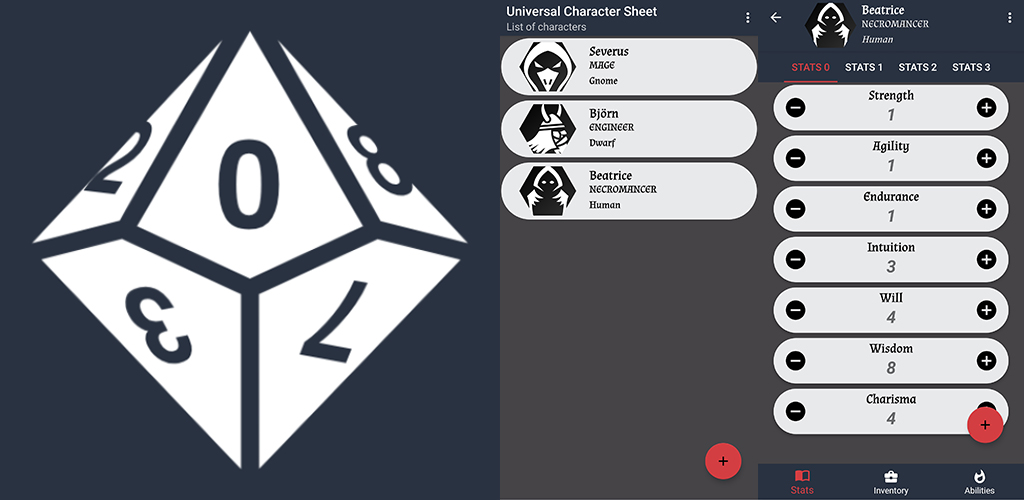 2
0
8
3
7
Universal Character Sheet
List of characters
Severus
MAGE
Gnome
Björn
ENGINEER
Dwarf
Beatrice
NECROMANCER
Human
Beatrice
NECROMANCER
Human
STATS 0 STATS 1 STATS 2 STATS 3
Strength
1
Agility
1
Endurance
1
Intuition
3
Will
4
Wisdom
8
Charisma
4
Stats Inventory Abilities